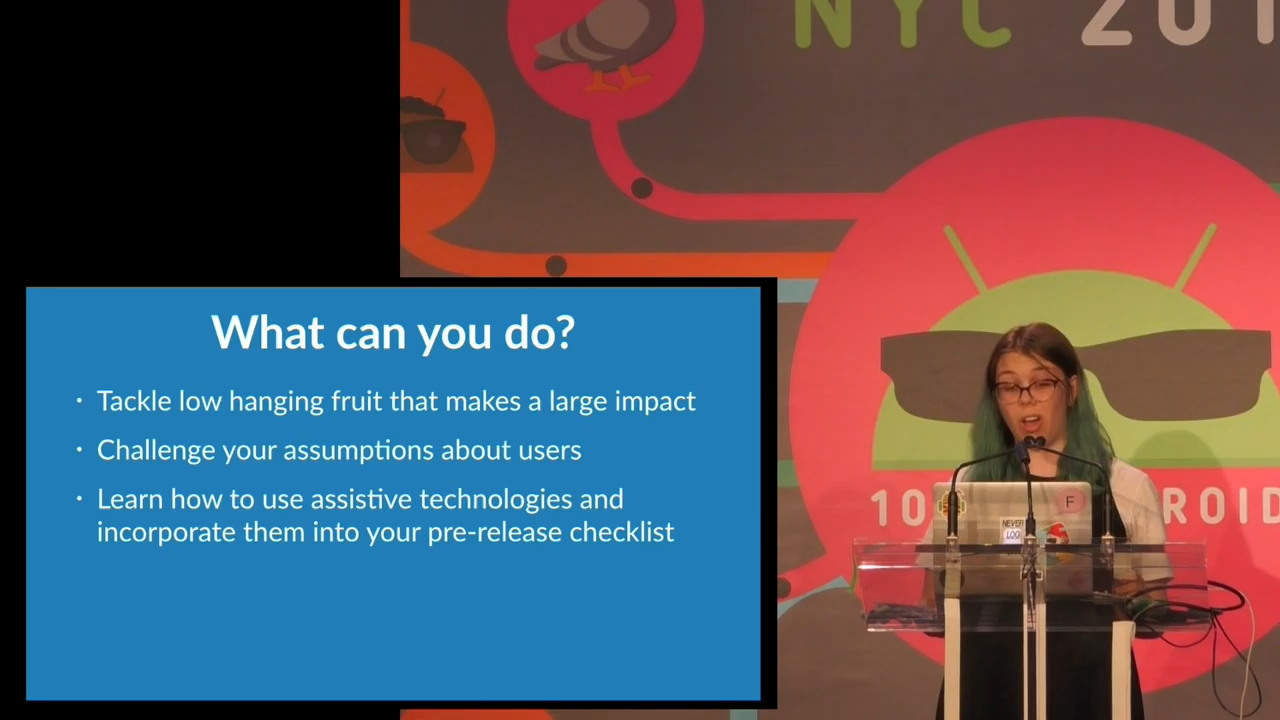 NYC 201
What can you do?
• Tackle low hanging fruit that makes a large impact
• Challenge your assumptions about users
• Learn how to use assistive technologies and
incorporate them into your pre-release checklist
10
ROID
F
NEVER